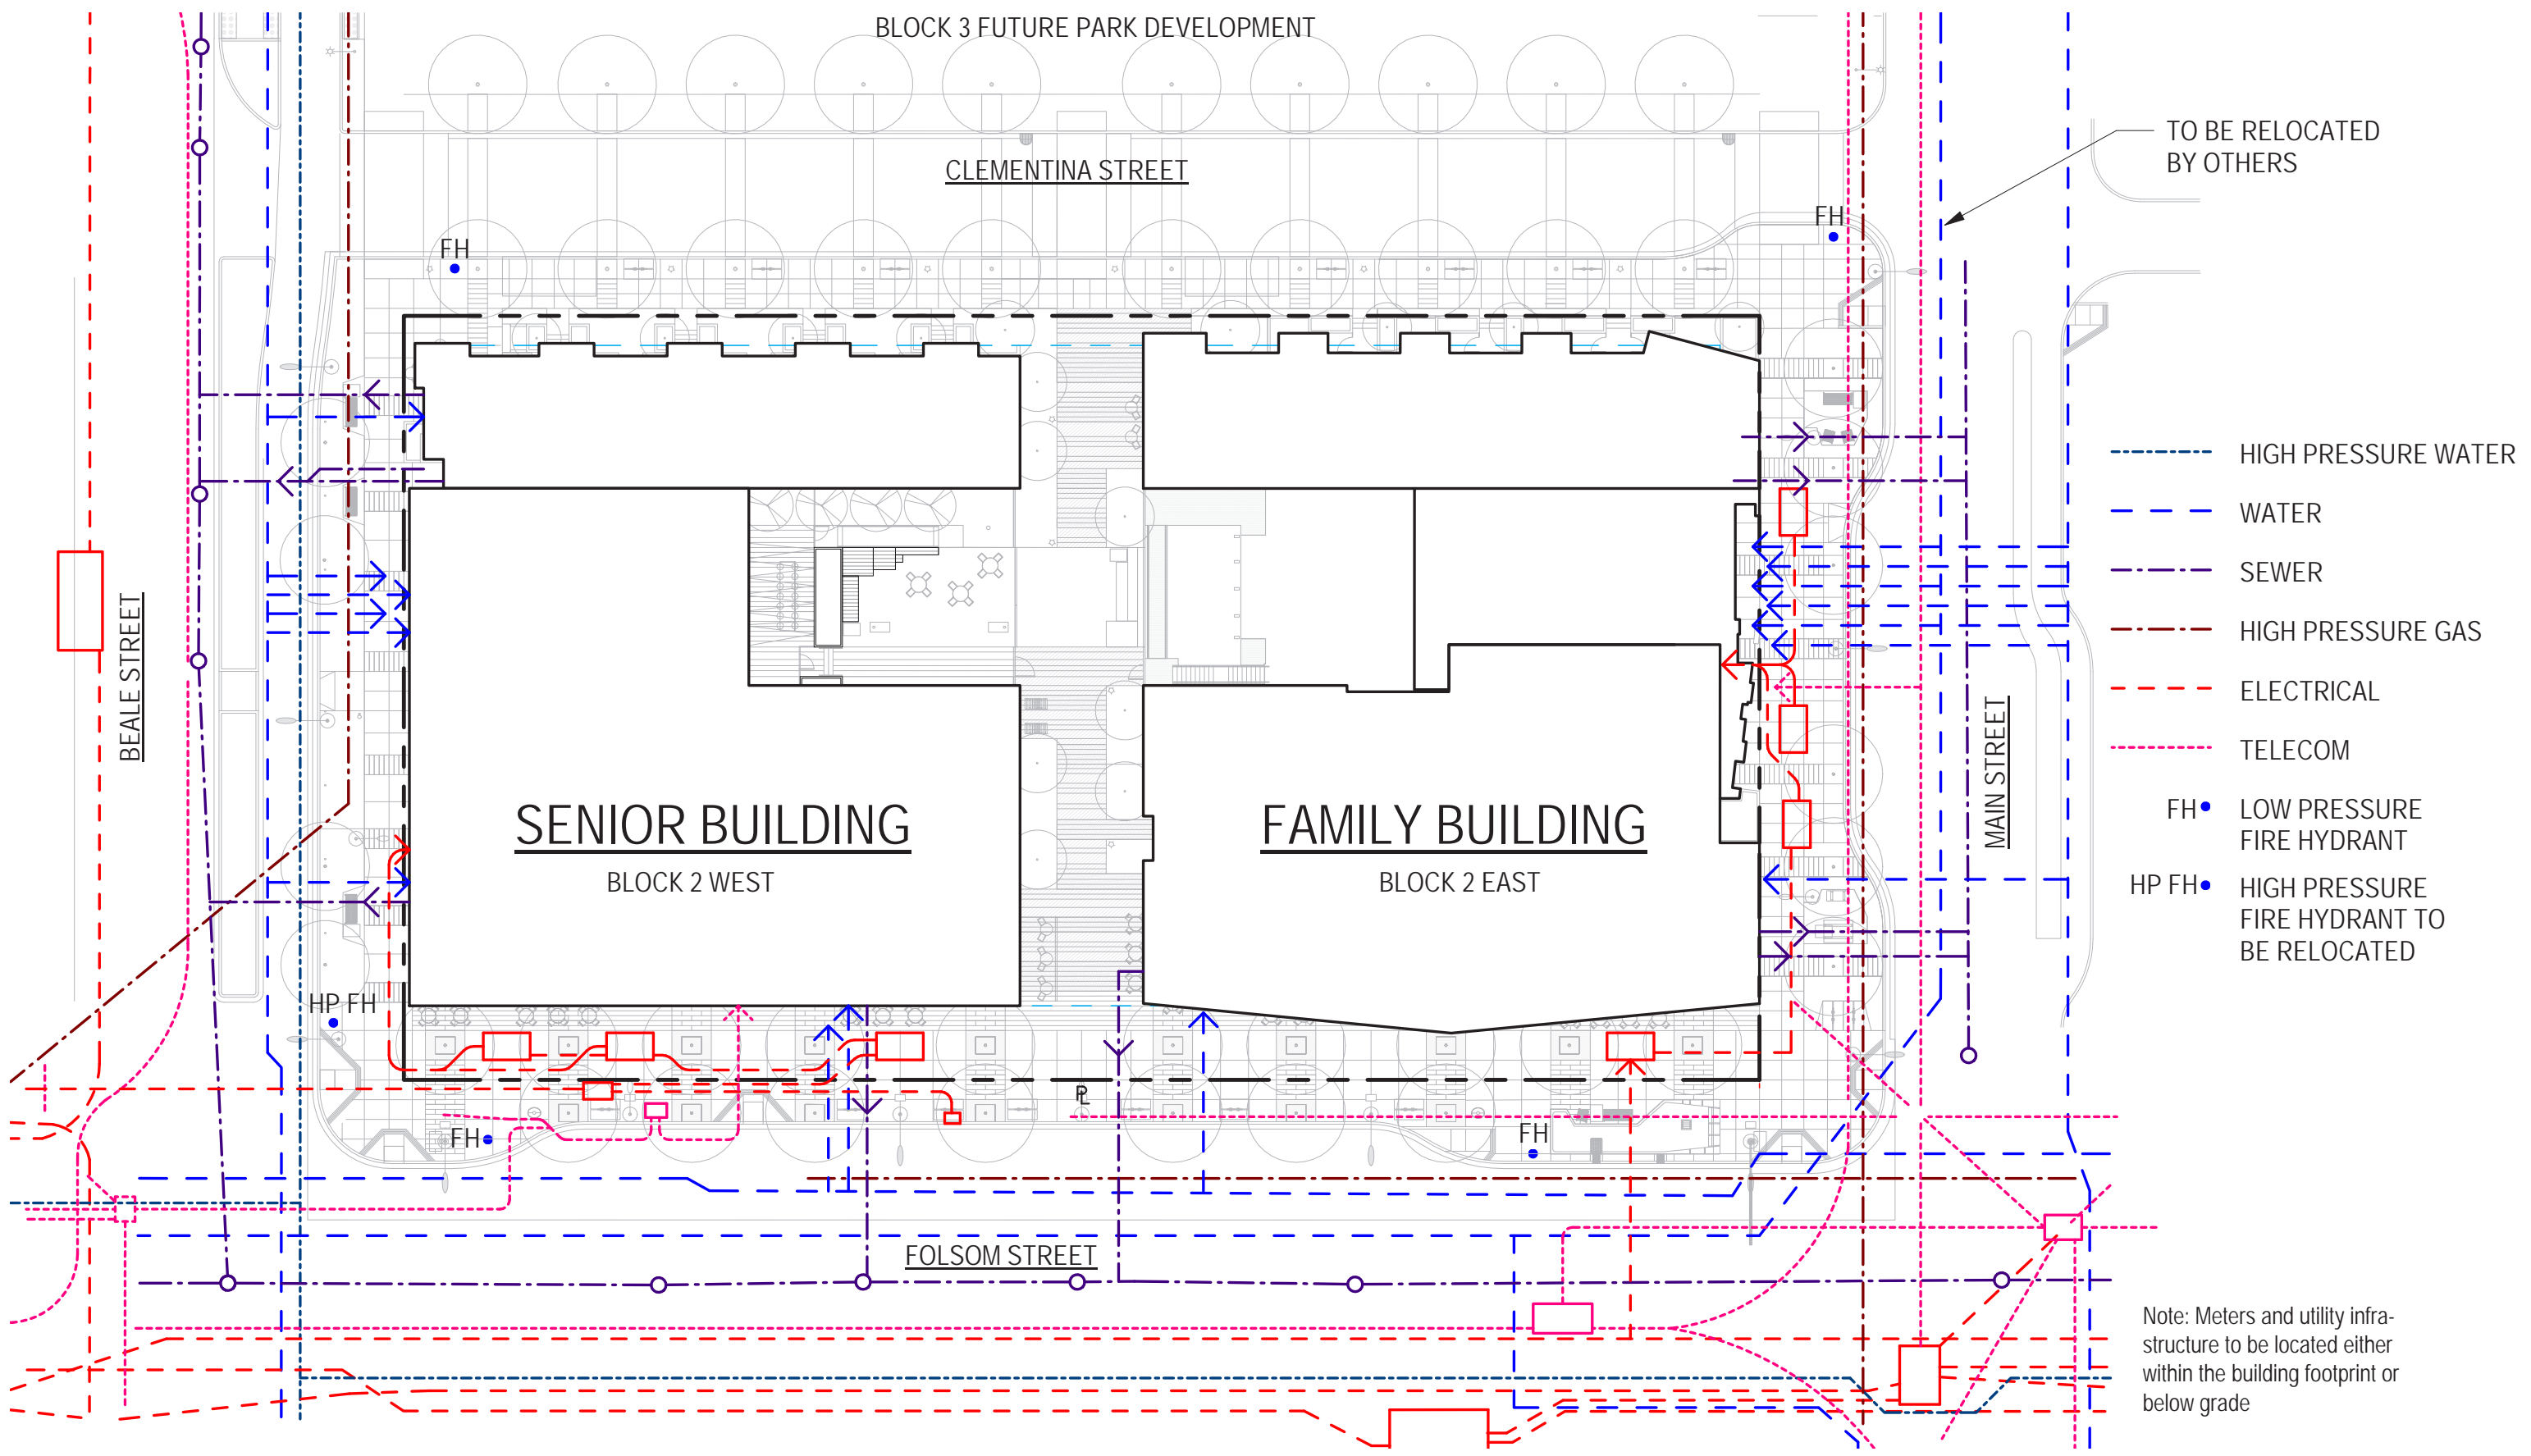 BLOCK 3 FUTURE PARK DEVELOPMENT
TO BE RELOCATED
BY OTHERS
CLEMENTINA STREET
FH
FH
HIGH PRESSURE WATER
WATER
SEWER
HIGH PRESSURE GAS
ELECTRICAL
TELECOM
FH LOW PRESSURE
FIRE HYDRANT
HP FH HIGH PRESSURE
FIRE HYDRANT TO
BE RELOCATED
BEALE STREET
MAIN STREET
SENIOR BUILDING
BLOCK 2 WEST
FAMILY BUILDING
BLOCK 2 EAST
HP FH
PL
FH
FH
FOLSOM STREET
Note: Meters and utility infra-
structure to be located either
within the building footprint or
below grade